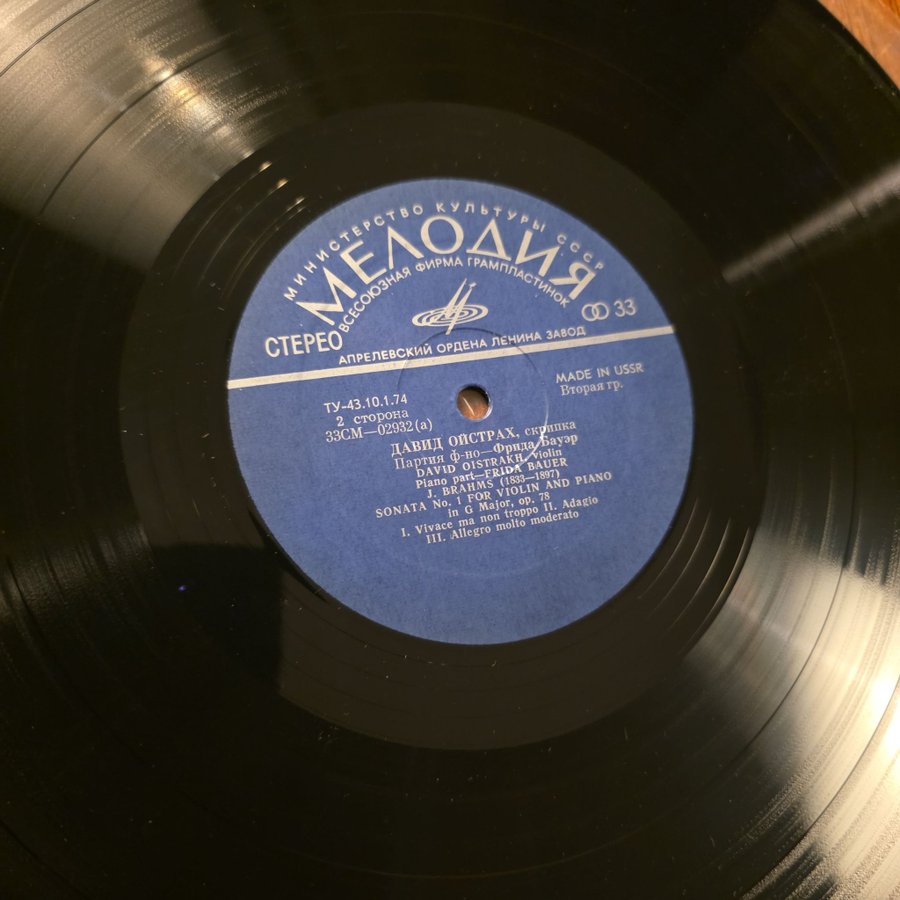 МИНИСТЕРСТВО КУЛЬТУРЫ СССР
МЕЛОДИЯ
ВСЕСОЮЗНАЯ ФИРМА ГРАМПЛАСТИНОК
СТЕРЕО
33
АПРЕЛЕВСКИЙ ОРДЕНА ЛЕНИНА ЗАВОД
ТУ-43.10.1.74
MADE IN USSR
2 сторона
Вторая гр.
33СМ—02932(а)
ДАВИД ОЙСТРАХ, скрипка
Партия ф-но—Фрида Бауэр
DAVID OISTRAKH, violin
Piano part—FRIDA BAUER
J. BRAHMS (1833—1897)
SONATA No. 1 FOR VIOLIN AND PIANO
in G Major, op. 78
I. Vivace ma non troppo II. Adagio
III. Allegro molto moderato